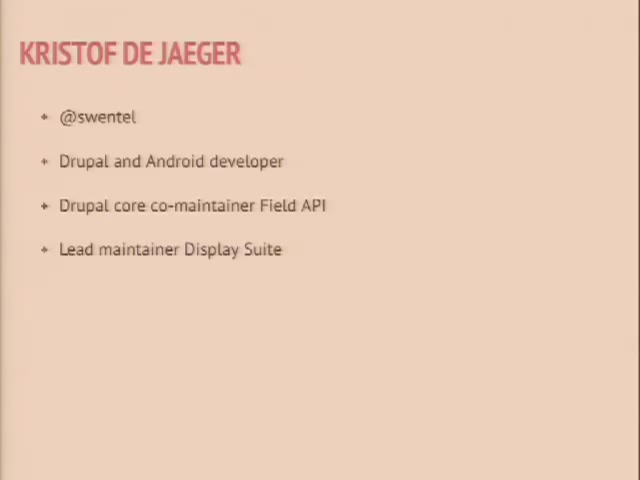 KRISTOF DE JAEGER
@swentel
Drupal and Android developer
Drupal core co-maintainer Field API
Lead maintainer Display Suite